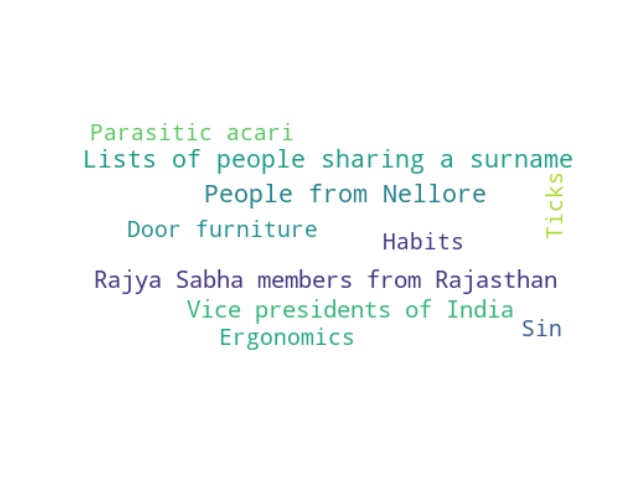 Parasitic acari
Lists of people sharing a surname
Ticks
People from Nellore
Door furniture
Habits
Rajya Sabha members from Rajasthan
Vice presidents of India
Sin
Ergonomics